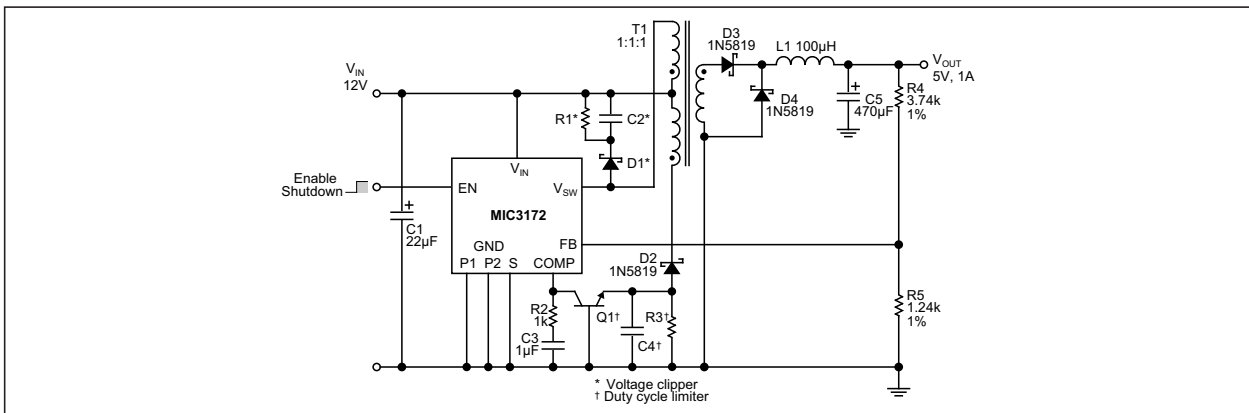 T1
1:1:1
D3
1N5819
L1 100µH
VOUT
5V, 1A
VIN
12V
R4
3.74k
1%
C5
470µF
D4
1N5819
R1*
C2*
D1*
VIN
Enable
Shutdown
EN
VSW
MIC3172
C1
22µF
GND
FB
P1 P2 S COMP
D2
1N5819
R2
1k
Q1†
R3†
C4†
R5
1.24k
1%
C3
1µF
* Voltage clipper
† Duty cycle limiter